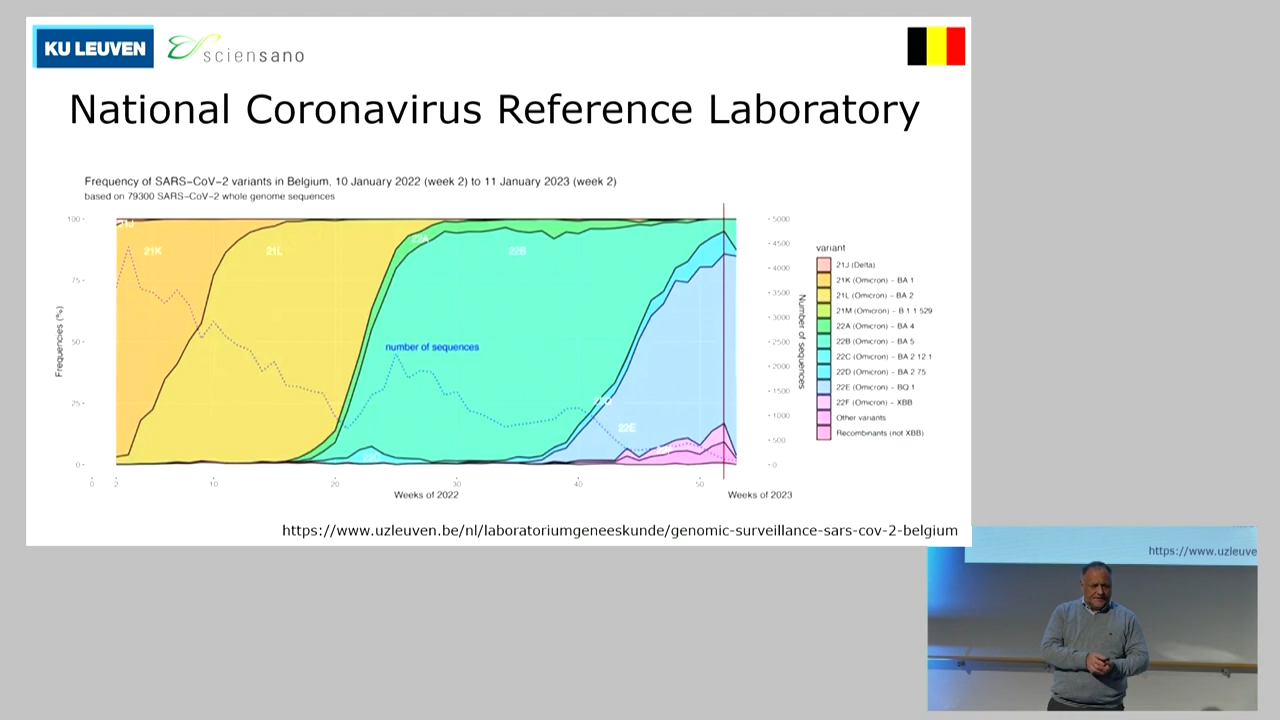 KU LEUVEN
sciensano
National Coronavirus Reference Laboratory
Frequency of SARS-CoV-2 variants in Belgium, 10 January 2022 (week 2) to 11 January 2023 (week 2)
based on 79300 SARS-CoV-2 whole genome sequences
Frequencies (%)
100
75
50
25
0
21J
21K
21L
22A
22B
number of sequences
22D
22E
22C
0
2
10
20
30
40
50
Weeks of 2022
Weeks of 2023
5000
4500
4000
3500
3000
2500
2000
1500
1000
500
0
Number of sequences
variant
21J (Delta)
21K (Omicron) - BA 1
21L (Omicron) - BA 2
21M (Omicron) - B 1 1 529
22A (Omicron) - BA 4
22B (Omicron) - BA 5
22C (Omicron) - BA 2 12 1
22D (Omicron) - BA 2 75
22E (Omicron) - BQ 1
22F (Omicron) - XBB
Other variants
Recombinants (not XBB)
https://www.uzleuven.be/nl/laboratoriumgeneeskunde/genomic-surveillance-sars-cov-2-belgium
https://www.uzleuve